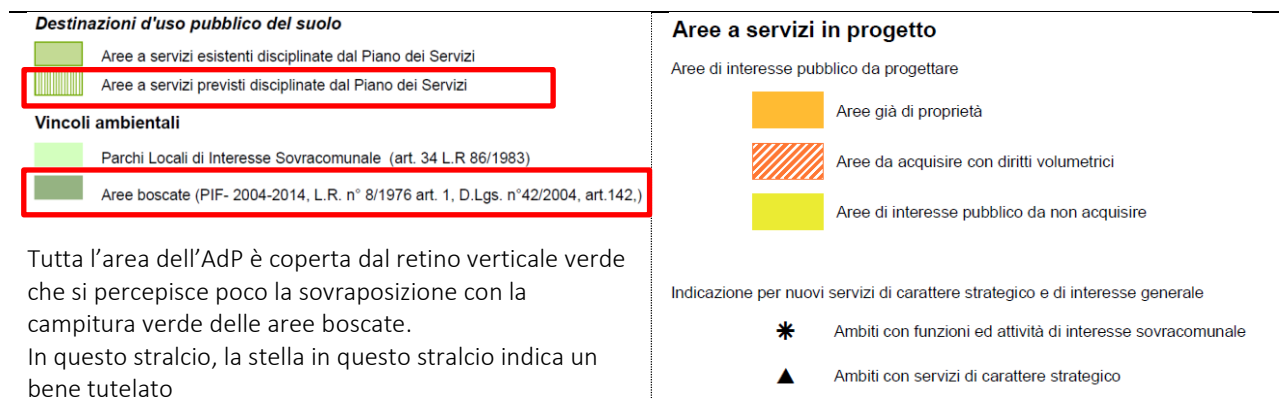 Destinazioni d'uso pubblico del suolo
Aree a servizi esistenti disciplinate dal Piano dei Servizi
Aree a servizi previsti disciplinate dal Piano dei Servizi
Vincoli ambientali
Parchi Locali di Interesse Sovracomunale (art. 34 L.R 86/1983)
Aree boscate (PIF- 2004-2014, L.R. n° 8/1976 art. 1, D.Lgs. n°42/2004, art.142,)
Tutta l'area dell'AdP è coperta dal retino verticale verde
che si percepisce poco la sovraposizione con la
campitura verde delle aree boscate.
In questo stralcio, la stella in questo stralcio indica un
bene tutelato
Aree a servizi in progetto
Aree di interesse pubblico da progettare
Aree già di proprietà
Aree da acquisire con diritti volumetrici
Aree di interesse pubblico da non acquisire
Indicazione per nuovi servizi di carattere strategico e di interesse generale
Ambiti con funzioni ed attività di interesse sovracomunale
Ambiti con servizi di carattere strategico